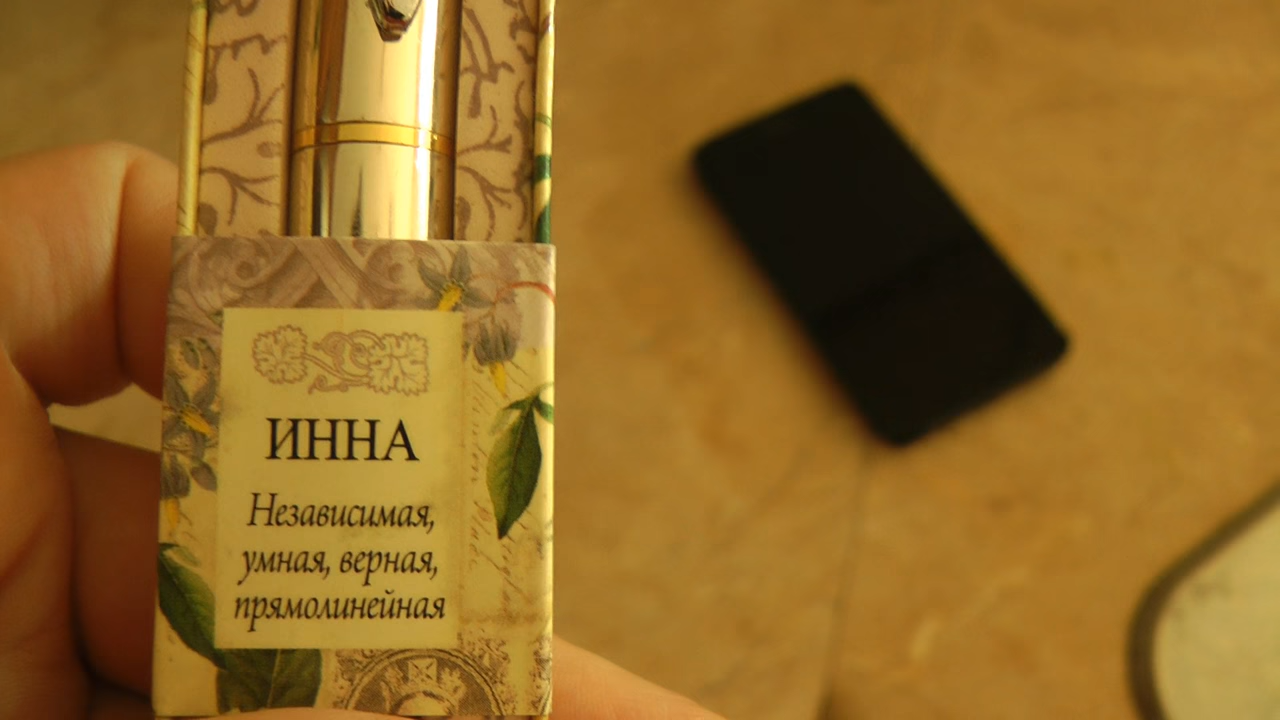 ИННА
Независимая,
умная, верная,
прямолинейная